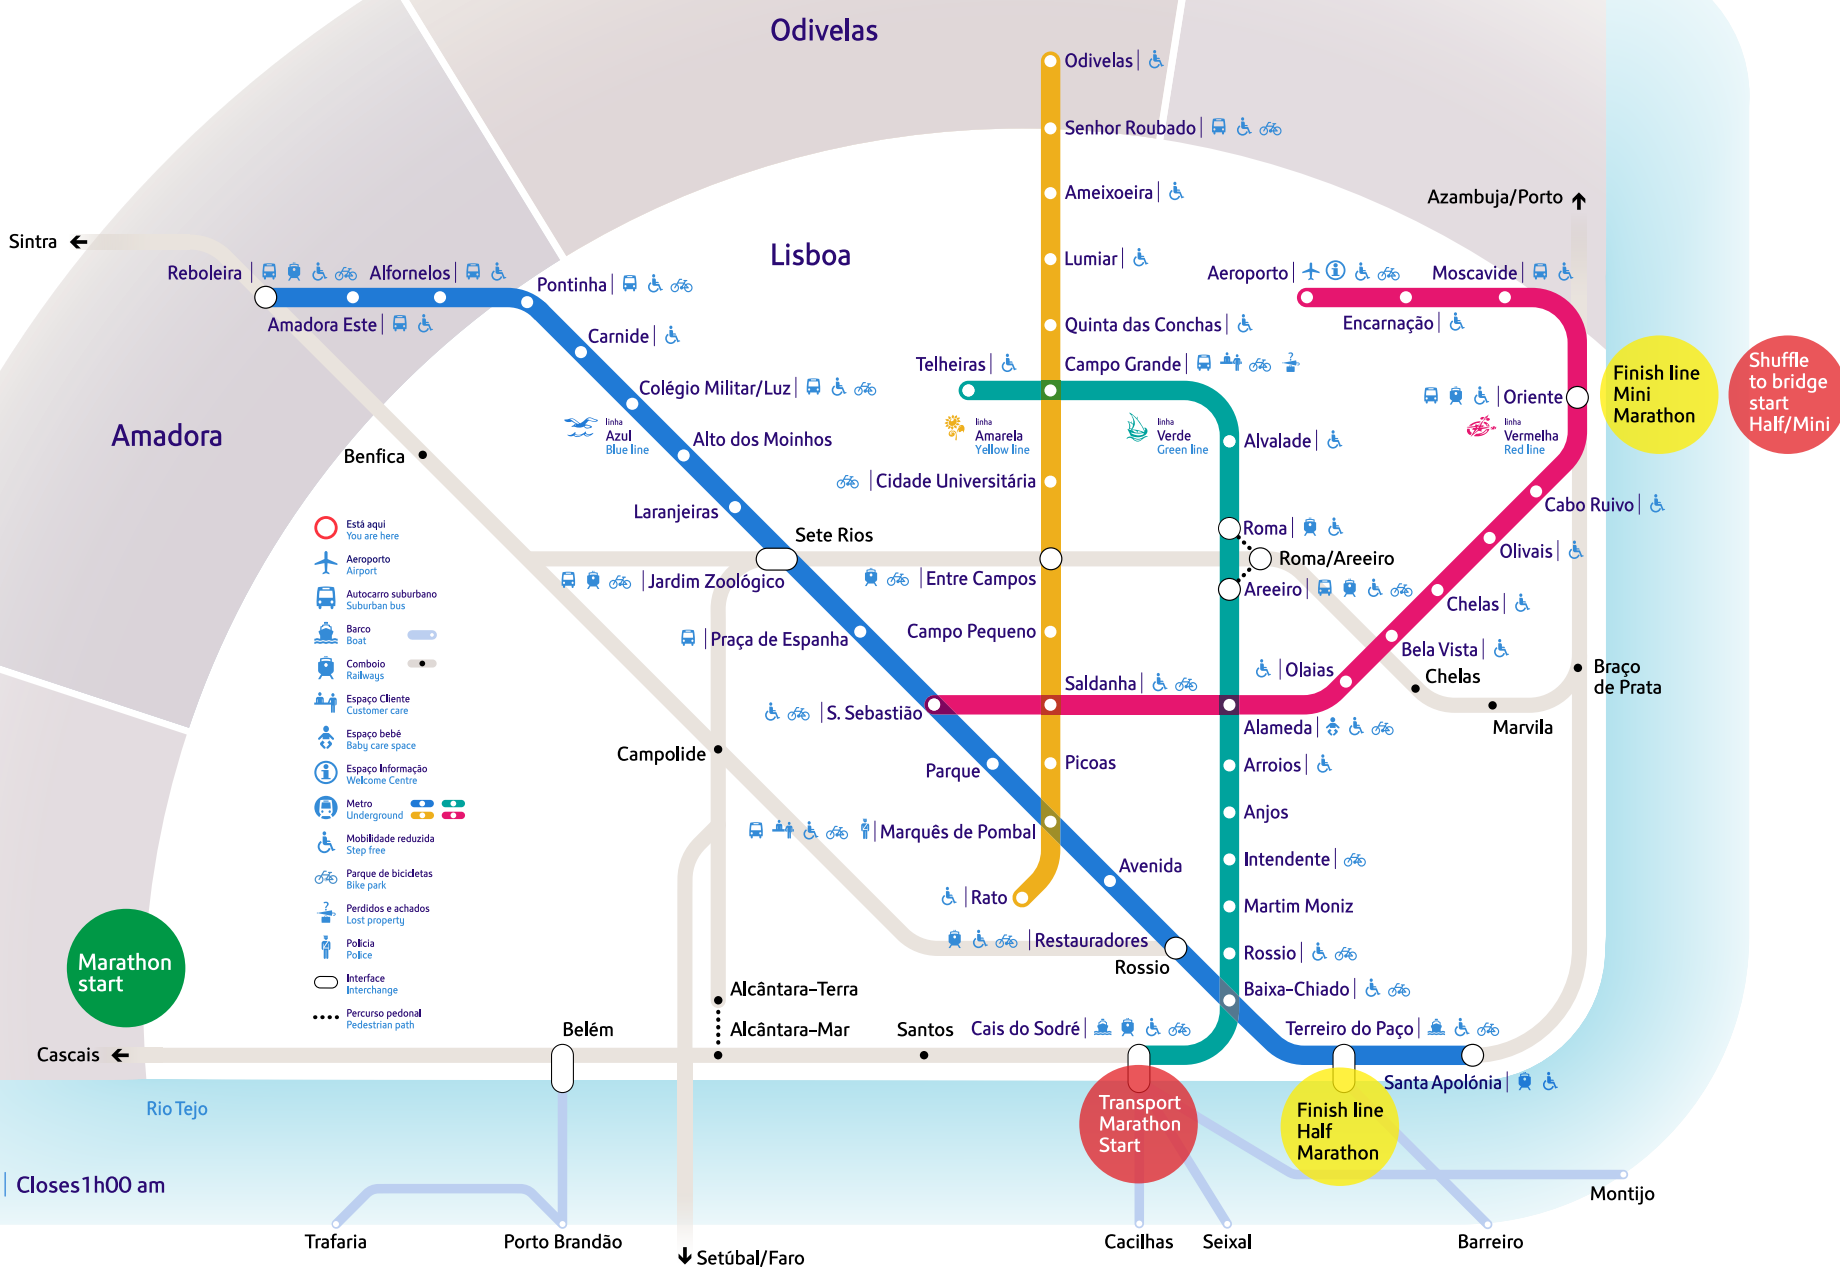 Odivelas
Odivelas
Senhor Roubado
Ameixoeira
Azambuja/Porto
Sintra
Lisboa
Lumiar
Reboleira
Alfornelos
Pontinha
Aeroporto
Moscavide
Amadora Este
Carnide
Quinta das Conchas
Encarnação
Telheiras
Campo Grande
Colégio Militar/Luz
Oriente
Finish line
Mini
Marathon
Shuffle
to bridge
start
Half/Mini
Amadora
linha
Azul
Blue line
linha
Amarela
Yellow line
linha
Verde
Green line
linha
Vermelha
Red line
Alto dos Moinhos
Alvalade
Benfica
Cidade Universitária
Cabo Ruivo
Laranjeiras
Sete Rios
Roma
Olivais
Roma/Areeiro
Jardim Zoológico
Entre Campos
Areeiro
Chelas
Praça de Espanha
Campo Pequeno
Bela Vista
Olaias
Chelas
Braço
de Prata
Saldanha
S. Sebastião
Alameda
Marvila
Campolide
Parque
Picoas
Arroios
Anjos
Marquês de Pombal
Intendente
Avenida
Rato
Martim Moniz
Restauradores
Rossio
Rossio
Baixa-Chiado
Está aqui
You are here
Aeroporto
Airport
Autocarro suburbano
Suburban bus
Barco
Boat
Comboio
Railways
Espaço Cliente
Customer care
Espaço bebé
Baby care space
Espaço Informação
Welcome Centre
Metro
Underground
Mobilidade reduzida
Step free
Parque de bicicletas
Bike park
Perdidos e achados
Lost property
Polícia
Police
Interface
Interchange
Percurso pedonal
Pedestrian path
Marathon
start
Alcântara-Terra
Alcântara-Mar
Belém
Santos
Cais do Sodré
Terreiro do Paço
Cascais
Santa Apolónia
Rio Tejo
Transport
Marathon
Start
Finish line
Half
Marathon
Closes1h00 am
Montijo
Trafaria
Porto Brandão
Setúbal/Faro
Cacilhas
Seixal
Barreiro